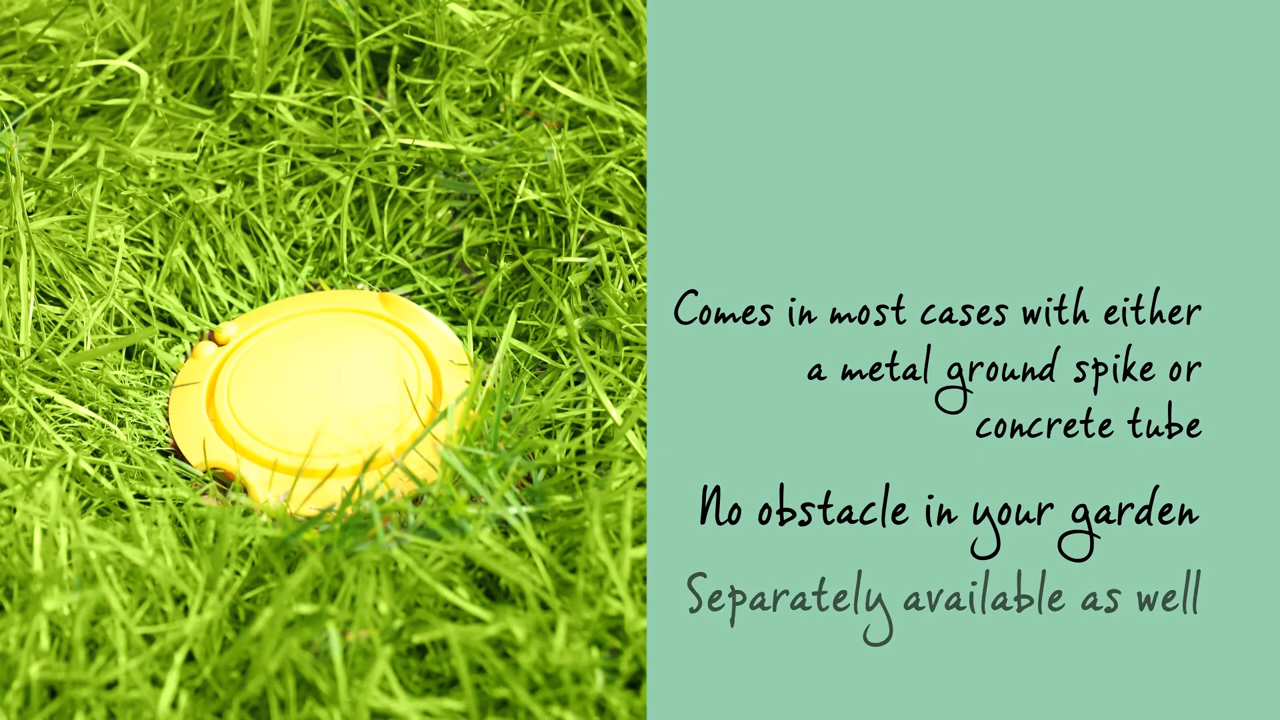 Comes in most cases with either
a metal ground spike or
concrete tube
No obstacle in your garden
Separately available as well